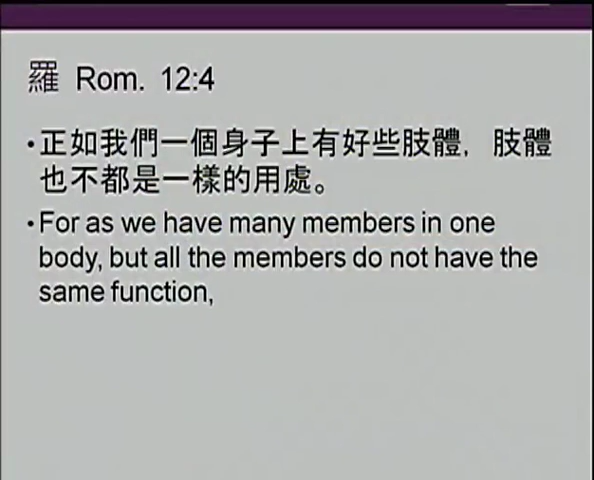 羅 Rom. 12:4
•正如我們一個身子上有好些肢體, 肢體
也不都是一樣的用處。
•For as we have many members in one
body, but all the members do not have the
same function,